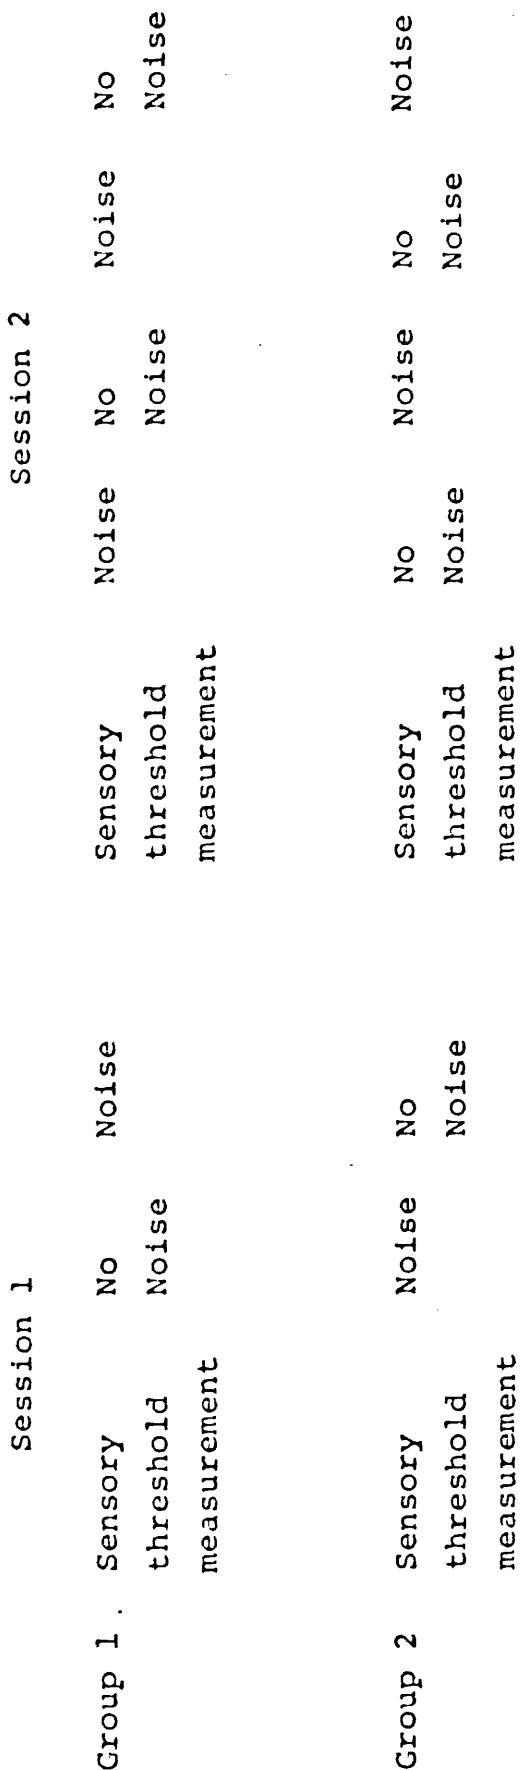 Session 1 Session 2
Group 1 Sensory No Noise Sensory Noise No Noise No
threshold Noise threshold Noise Noise
measurement measurement
Group 2 Sensory Noise No Sensory No Noise No Noise
threshold Noise threshold Noise Noise
measurement measurement